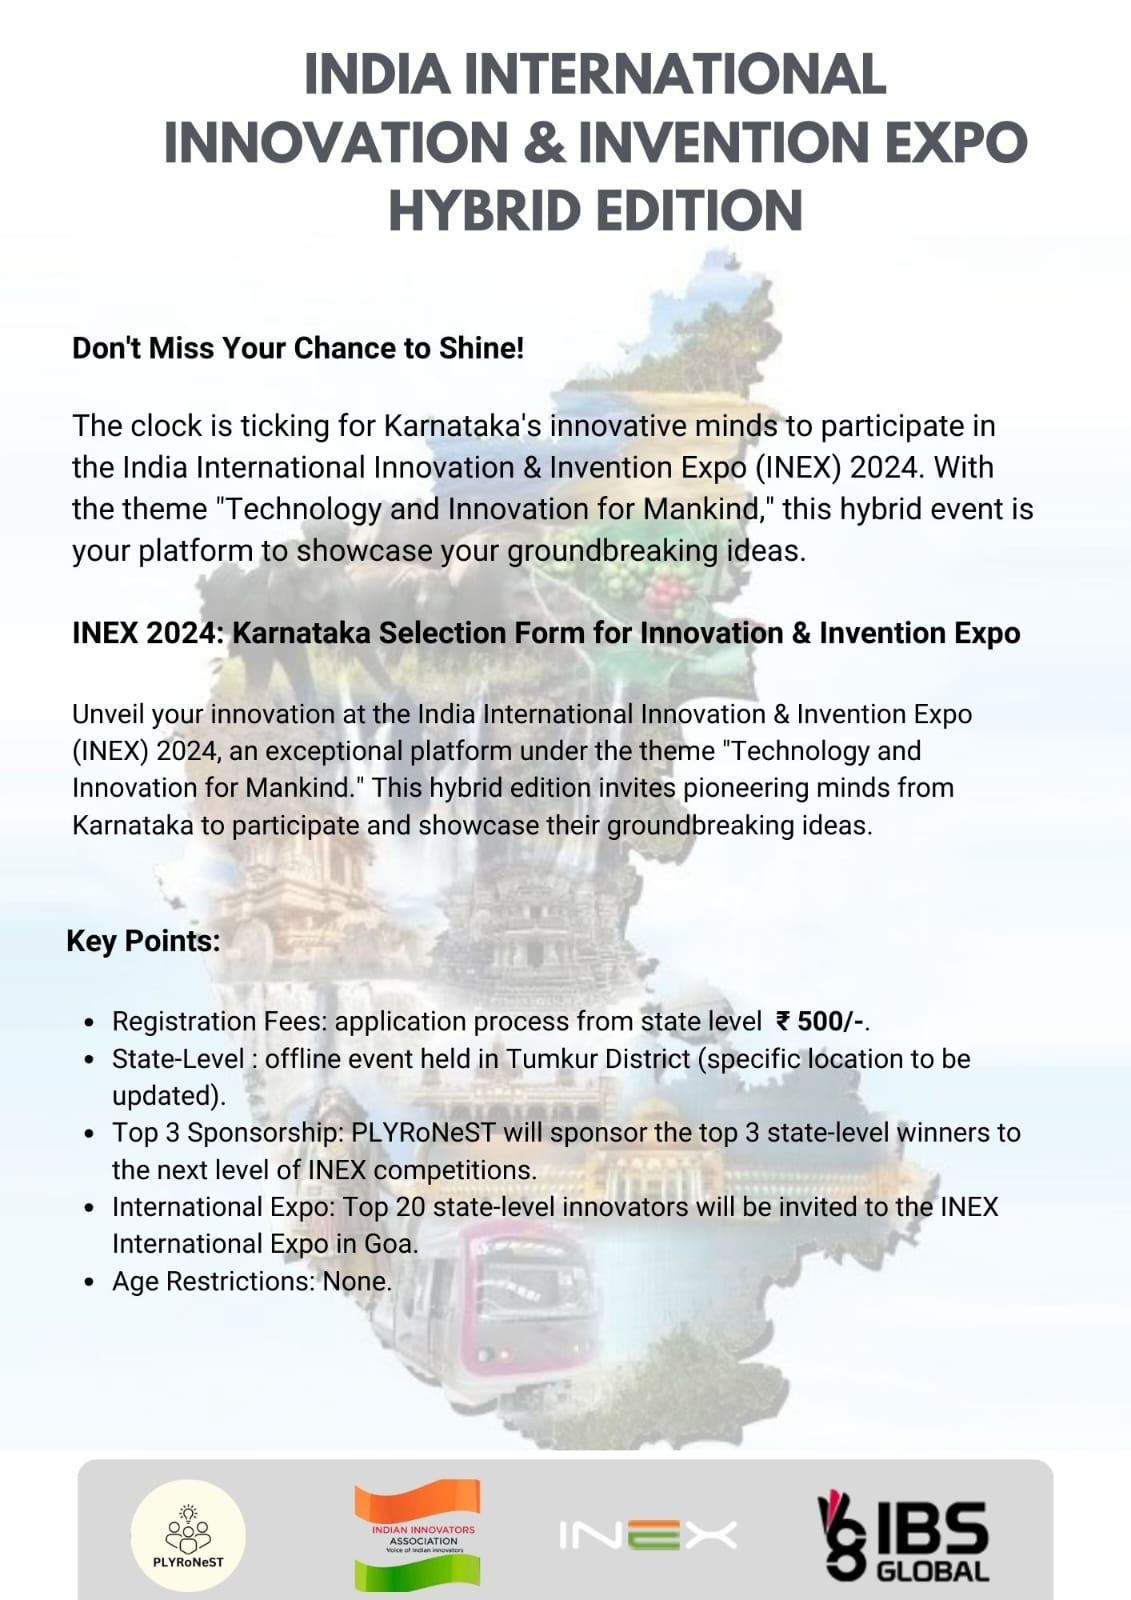 INDIA INTERNATIONAL
INNOVATION & INVENTION EXPO
HYBRID EDITION
Don't Miss Your Chance to Shine!
The clock is ticking for Karnataka's innovative minds to participate in
the India International Innovation & Invention Expo (INEX) 2024. With
the theme "Technology and Innovation for Mankind," this hybrid event is
your platform to showcase your groundbreaking ideas.
INEX 2024: Karnataka Selection Form for Innovation & Invention Expo
Unveil your innovation at the India International Innovation & Invention Expo
(INEX) 2024, an exceptional platform under the theme "Technology and
Innovation for Mankind." This hybrid edition invites pioneering minds from
Karnataka to participate and showcase their groundbreaking ideas.
Key Points:
• Registration Fees: application process from state level ₹ 500/-.
• State-Level : offline event held in Tumkur District (specific location to be
updated).
• Top 3 Sponsorship: PLYRoNeST will sponsor the top 3 state-level winners to
the next level of INEX competitions.
• International Expo: Top 20 state-level innovators will be invited to the INEX
International Expo in Goa.
• Age Restrictions: None.
PLYRoNeST
INDIAN INNOVATORS
ASSOCIATION
Voice of Indian Innovators
INEX
IBS
GLOBAL